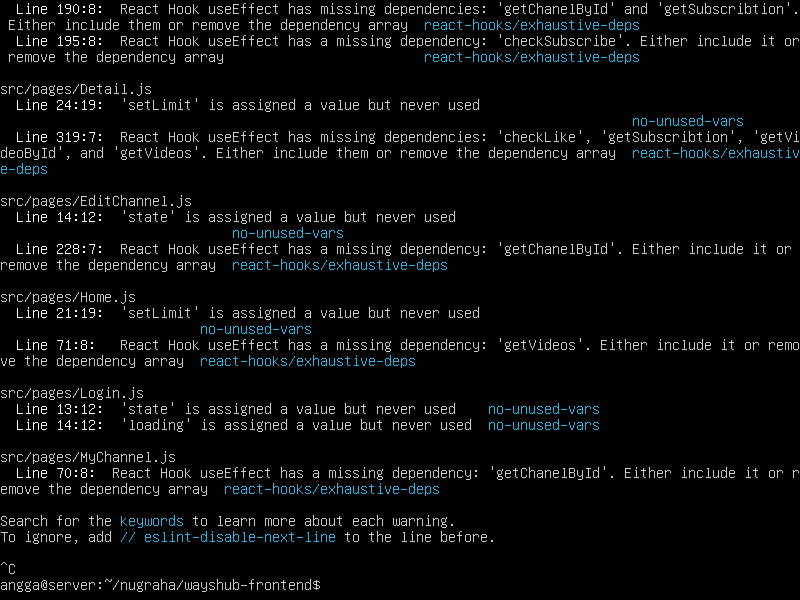 Line 190:8:  React Hook useEffect has missing dependencies: 'getChanelById' and 'getSubscribtion'.
Either include them or remove the dependency array  react-hooks/exhaustive-deps
Line 195:8:  React Hook useEffect has a missing dependency: 'checkSubscribe'. Either include it or
remove the dependency array                         react-hooks/exhaustive-deps
src/pages/Detail.js
Line 24:19:  'setLimit' is assigned a value but never used
no-unused-vars
Line 319:7:  React Hook useEffect has missing dependencies: 'checkLike', 'getSubscribtion', 'getVi
deoById', and 'getVideos'. Either include them or remove the dependency array  react-hooks/exhaustiv
e-deps
src/pages/EditChannel.js
Line 14:12:  'state' is assigned a value but never used
no-unused-vars
Line 228:7:  React Hook useEffect has a missing dependency: 'getChanelById'. Either include it or
remove the dependency array  react-hooks/exhaustive-deps
src/pages/Home.js
Line 21:19:  'setLimit' is assigned a value but never used
no-unused-vars
Line 71:8:   React Hook useEffect has a missing dependency: 'getVideos'. Either include it or remo
ve the dependency array  react-hooks/exhaustive-deps
src/pages/Login.js
Line 13:12:  'state' is assigned a value but never used    no-unused-vars
Line 14:12:  'loading' is assigned a value but never used  no-unused-vars
src/pages/MyChannel.js
Line 70:8:  React Hook useEffect has a missing dependency: 'getChanelById'. Either include it or r
emove the dependency array  react-hooks/exhaustive-deps
Search for the keywords to learn more about each warning.
To ignore, add // eslint-disable-next-line to the line before.
^C
angga@server:~/nugraha/wayshub-frontend$